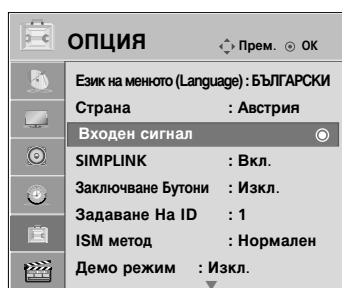 ОПЦИЯ Прем. OK
Език на менюто (Language) : БЪЛГАРСКИ
Страна : Австрия
Входен сигнал
SIMPLINK : Вкл.
Заключване Бутони : Изкл.
Задаване На ID : 1
ISM метод : Нормален
Демо режим : Изкл.